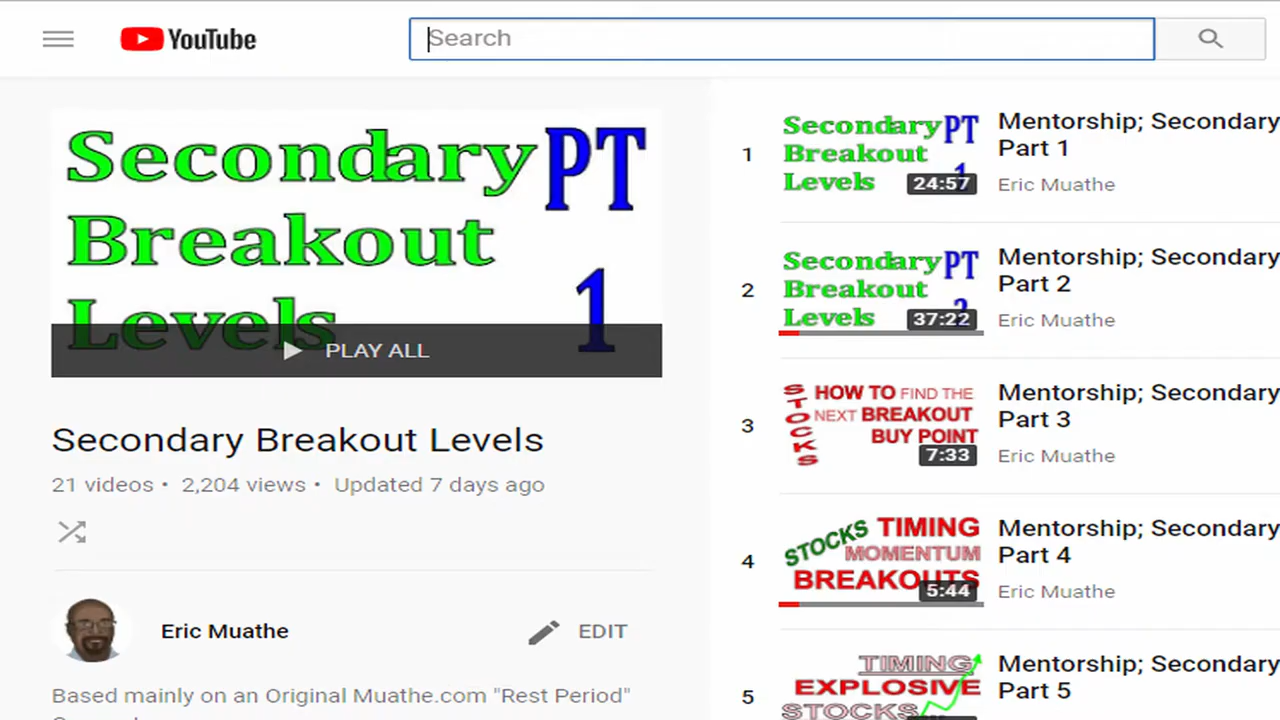 YouTube
Search
Secondary PT
Breakout
Levels 1
PLAY ALL
Secondary Breakout Levels
21 videos • 2,204 views • Updated 7 days ago
Eric Muathe
EDIT
Based mainly on an Original Muathe.com "Rest Period"
1
Secondary PT
Breakout
Levels 1
24:57
Mentorship; Secondary
Part 1
Eric Muathe
2
Secondary PT
Breakout
Levels 2
37:22
Mentorship; Secondary
Part 2
Eric Muathe
3
STOCKS
HOW TO FIND THE
NEXT BREAKOUT
BUY POINT
7:33
Mentorship; Secondary
Part 3
Eric Muathe
4
STOCKS TIMING
MOMENTUM
BREAKOUTS
5:44
Mentorship; Secondary
Part 4
Eric Muathe
5
TIMING
EXPLOSIVE
STOCKS
Mentorship; Secondary
Part 5